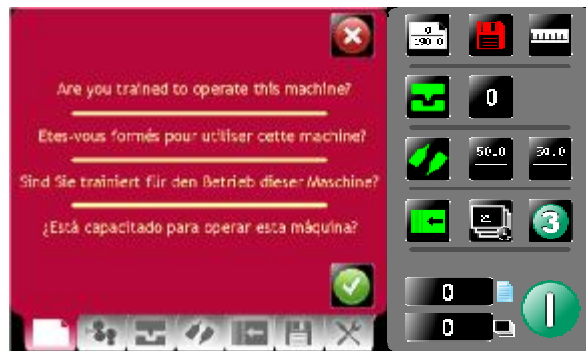 Are you trained to operate this machine?
Etes-vous formés pour utiliser cette machine?
Sind Sie trainiert für den Betrieb dieser Maschine?
¿Está capacitado para operar esta máquina?
0
0
50.0
3
0
0